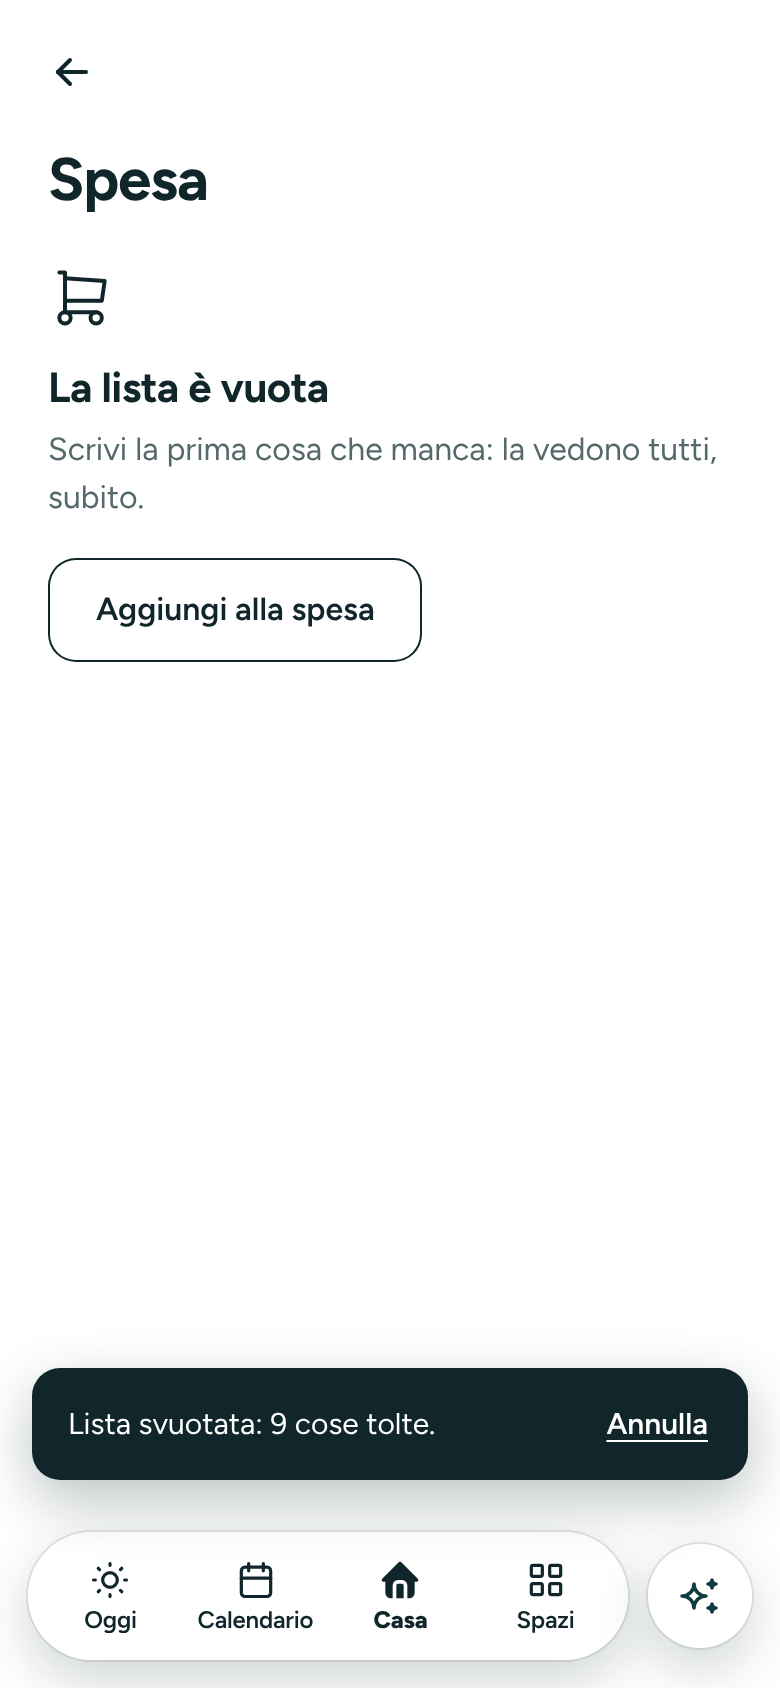 Spesa
La lista è vuota
Scrivi la prima cosa che manca: la vedono tutti,
subito.
Aggiungi alla spesa
Lista svuotata: 9 cose tolte.
Annulla
Oggi
Calendario
Casa
Spazi